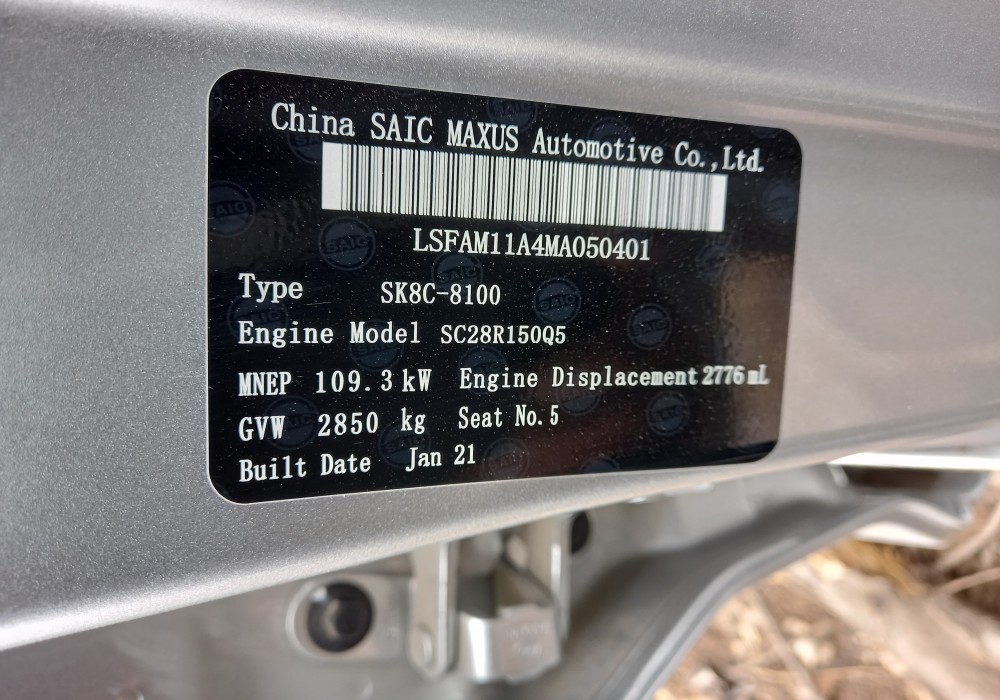 China SAIC MAXUS Automotive Co.,Ltd.
LSFAM11A4MA050401
Type SK8C-8100
Engine Model SC28R150Q5
MNEP 109.3 kW Engine Displacement 2776 mL
GVW 2850 kg Seat No. 5
Built Date Jan 21